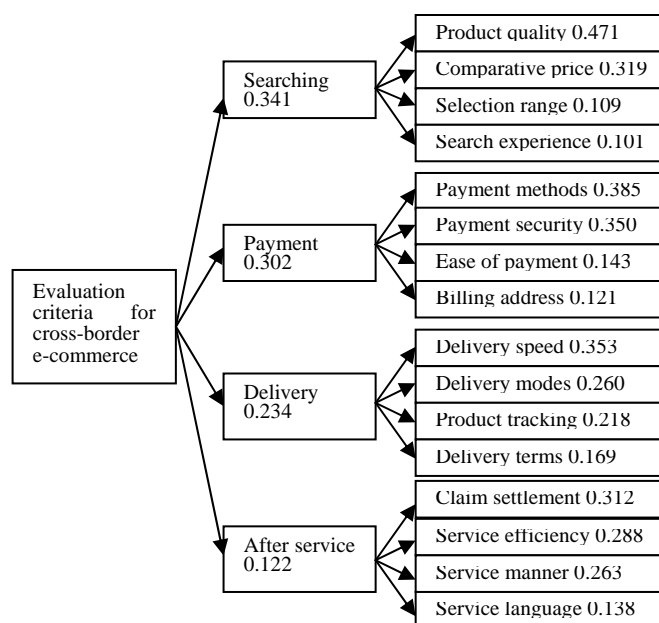 Evaluation
criteria for
cross-border
e-commerce
Searching
0.341
Product quality 0.471
Comparative price 0.319
Selection range 0.109
Search experience 0.101
Payment
0.302
Payment methods 0.385
Payment security 0.350
Ease of payment 0.143
Billing address 0.121
Delivery
0.234
Delivery speed 0.353
Delivery modes 0.260
Product tracking 0.218
Delivery terms 0.169
After service
0.122
Claim settlement 0.312
Service efficiency 0.288
Service manner 0.263
Service language 0.138